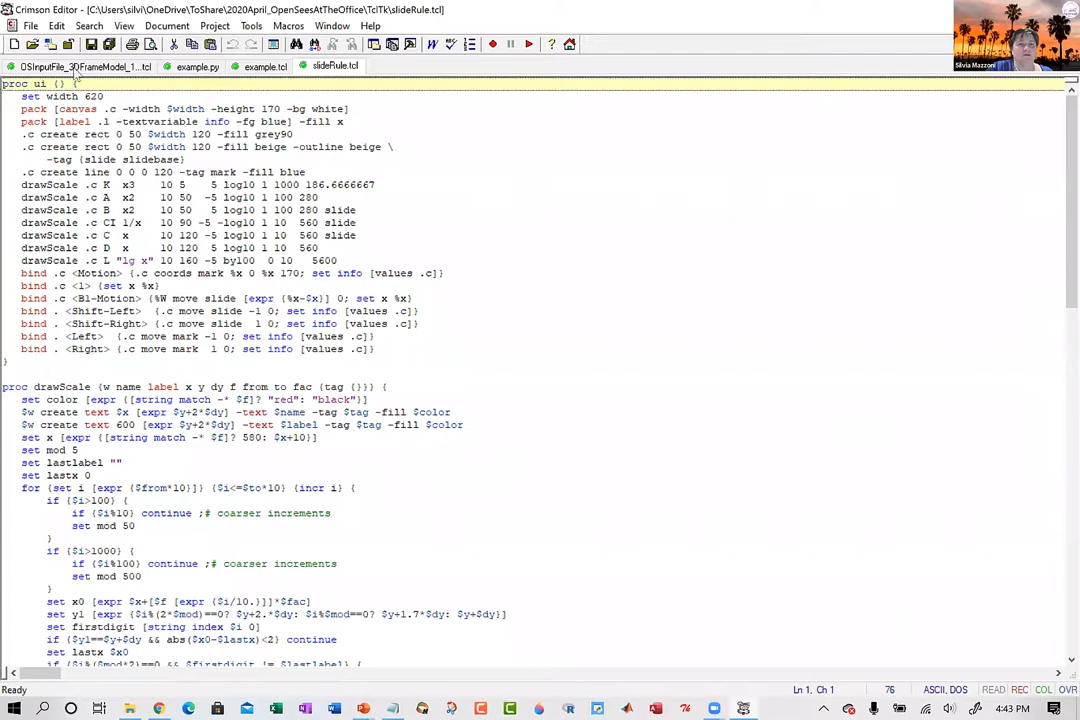 Crimson Editor - [C:\Users\silvi\OneDrive\ToShare\2020April_OpenSeesAtTheOffice\TclTk\slideRule.tcl]
File Edit Search View Document Project Tools Macros Window Help
OSInputFile_3DFrameModel_1...tcl example.py example.tcl slideRule.tcl
proc ui {} {
set width 620
pack [canvas .c -width $width -height 170 -bg white]
pack [label .l -textvariable info -fg blue] -fill x
.c create rect 0 50 $width 120 -fill grey90
.c create rect 0 50 $width 120 -fill beige -outline beige \
-tag {slide slidebase}
.c create line 0 0 0 120 -tag mark -fill blue
drawScale .c K x3 10 5 5 log10 1 1000 186.6666667
drawScale .c A x2 10 50 -5 log10 1 100 280
drawScale .c B x2 10 50 5 log10 1 100 280 slide
drawScale .c CI 1/x 10 90 -5 -log10 1 10 560 slide
drawScale .c C x 10 120 -5 log10 1 10 560 slide
drawScale .c D x 10 120 5 log10 1 10 560
drawScale .c L "lg x" 10 160 -5 by100 0 10 5600
bind .c <Motion> {.c coords mark %x 0 %x 170; set info [values .c]}
bind .c <1> {set x %x}
bind .c <B1-Motion> {%W move slide [expr {%x-$x}] 0; set x %x}
bind . <Shift-Left> {.c move slide -1 0; set info [values .c]}
bind . <Shift-Right> {.c move slide 1 0; set info [values .c]}
bind . <Left> {.c move mark -1 0; set info [values .c]}
bind . <Right> {.c move mark 1 0; set info [values .c]}
}
proc drawScale {w name label x y dy f from to fac {tag {}}} {
set color [expr {[string match -* $f]? "red": "black"}]
$w create text $x [expr $y+2*$dy] -text $name -tag $tag -fill $color
$w create text 600 [expr $y+2*$dy] -text $label -tag $tag -fill $color
set x [expr {[string match -* $f]? 580: $x+10}]
set mod 5
set lastlabel ""
set lastx 0
for {set i [expr {$from*10}]} {$i<=$to*10} {incr i} {
if {$i>100} {
if {$i%10} continue ;# coarser increments
set mod 50
}
if {$i>1000} {
if {$i%100} continue ;# coarser increments
set mod 500
}
set x0 [expr $x+[$f [expr {$i/10.}]]*$fac]
set y1 [expr {$i%(2*$mod)==0? $y+2.*$dy: $i%$mod==0? $y+1.7*$dy: $y+$dy}]
set firstdigit [string index $i 0]
if {$y1==$y+$dy && abs($x0-$lastx)<2} continue
set lastx $x0
if {$i%($mod*2)==0 && $firstdigit != $lastlabel} {
Ready Ln 1, Ch 1 76 ASCII, DOS READ REC COL OVR
4:43 PM
Silvia Mazzoni